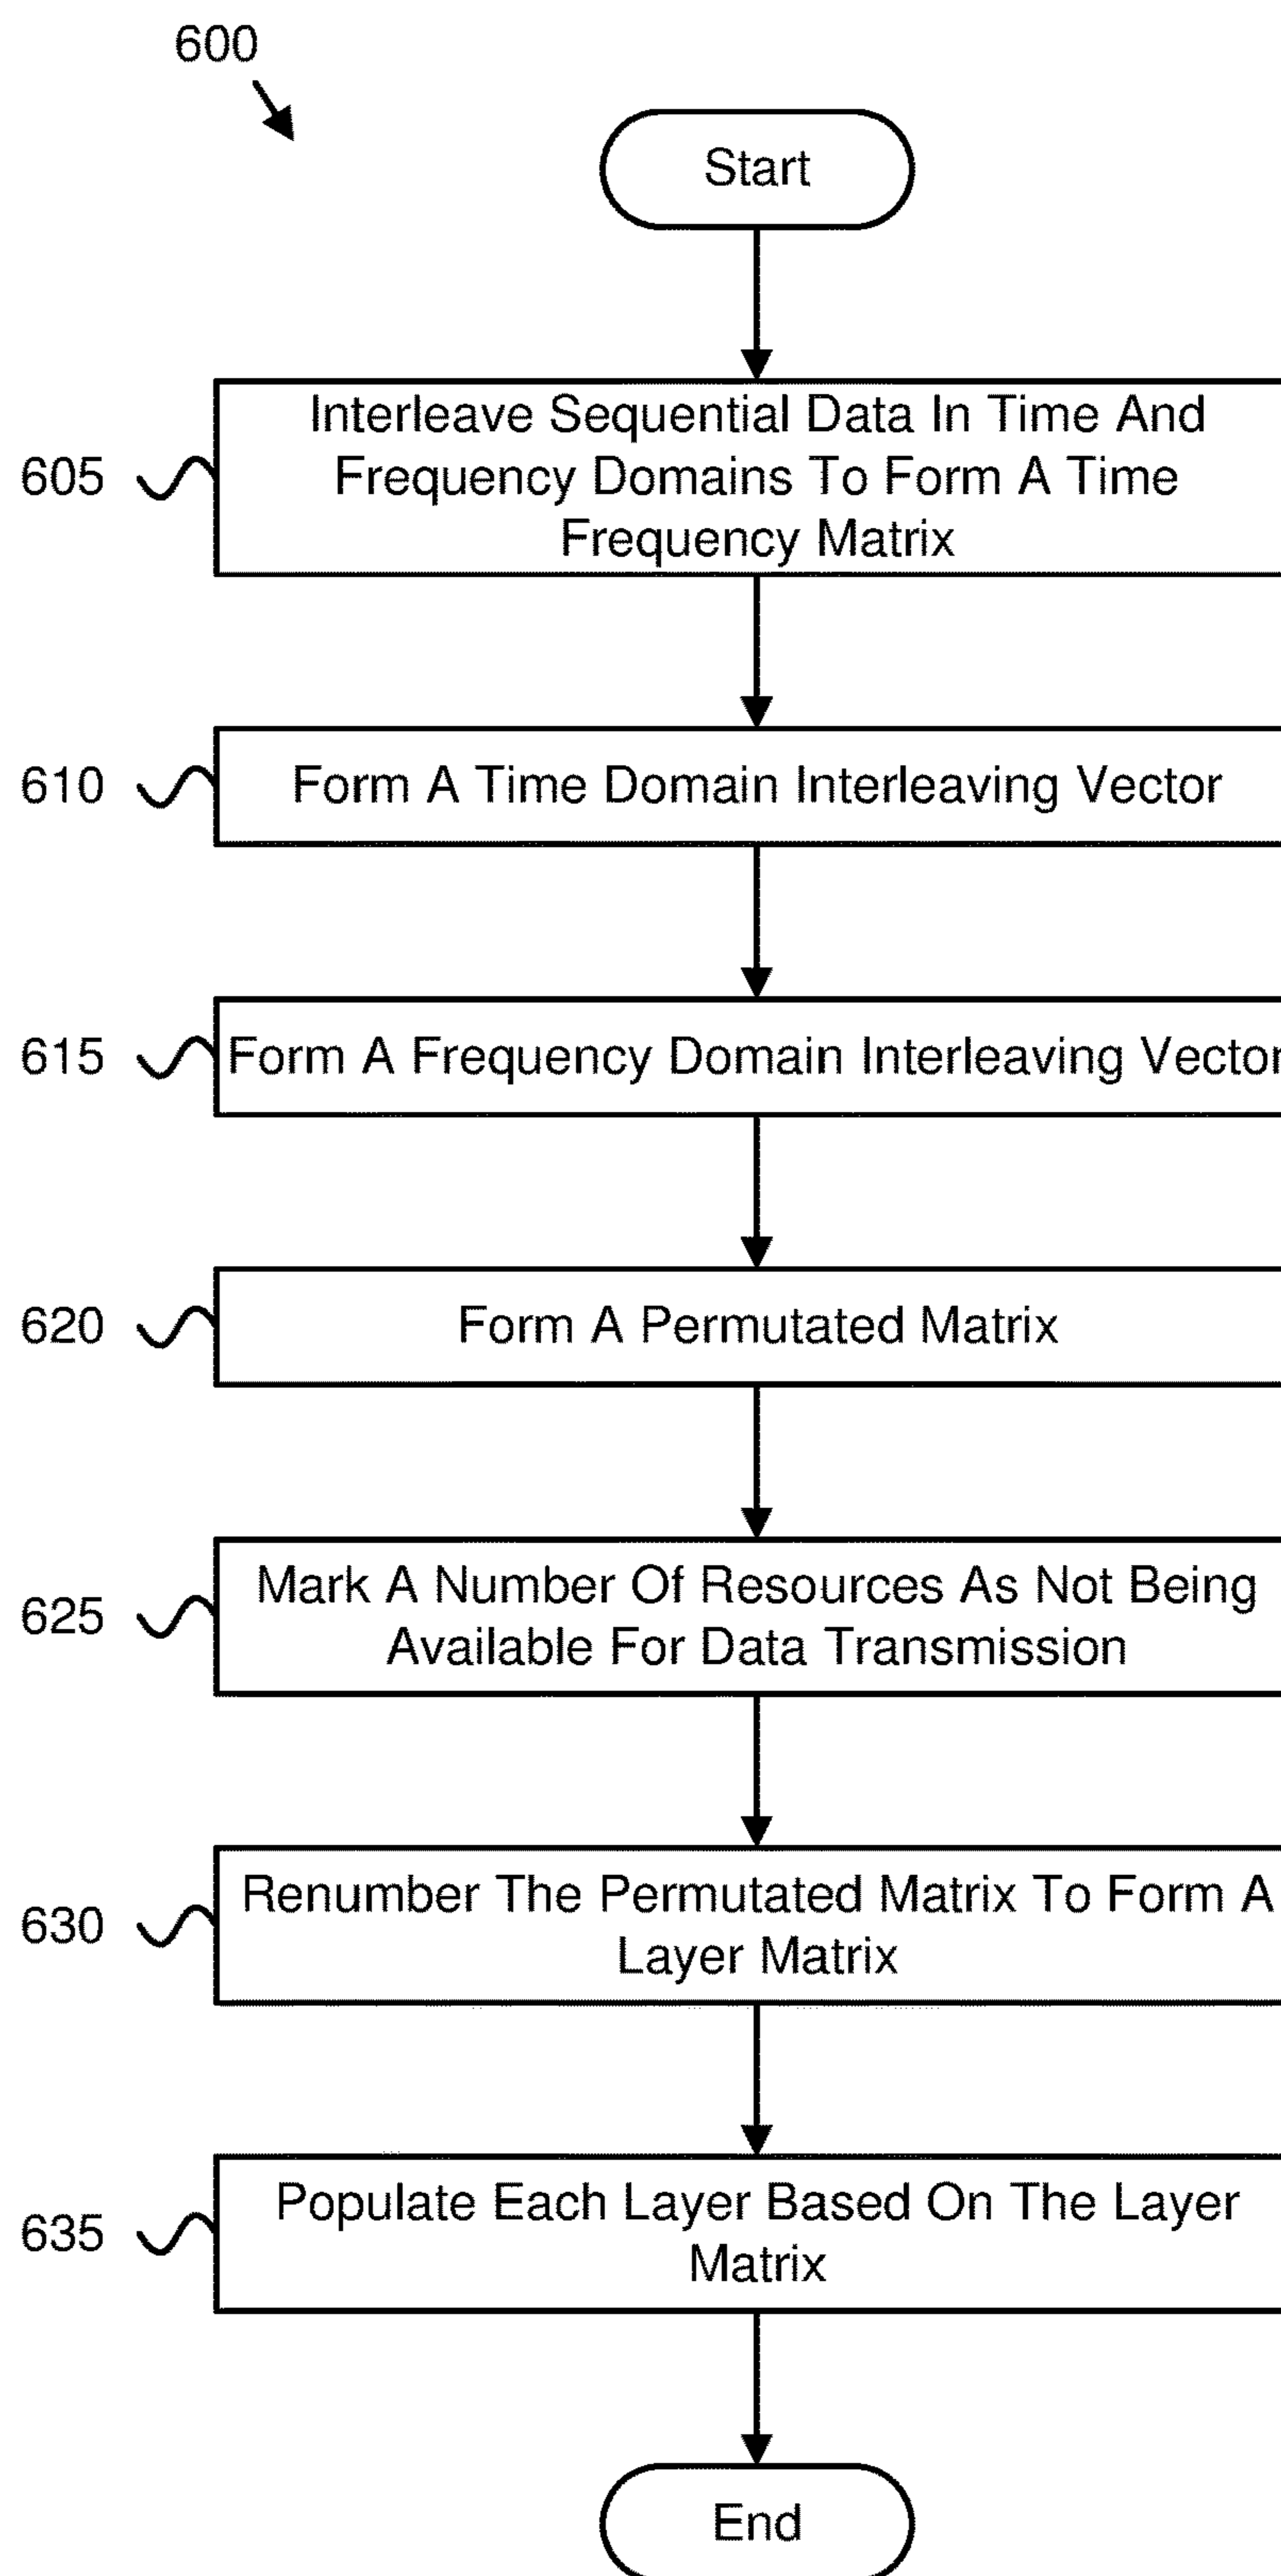 600
Start
605
Interleave Sequential Data In Time And
Frequency Domains To Form A Time
Frequency Matrix
610
Form A Time Domain Interleaving Vector
615
Form A Frequency Domain Interleaving Vector
620
Form A Permutated Matrix
625
Mark A Number Of Resources As Not Being
Available For Data Transmission
630
Renumber The Permutated Matrix To Form A
Layer Matrix
635
Populate Each Layer Based On The Layer
Matrix
End